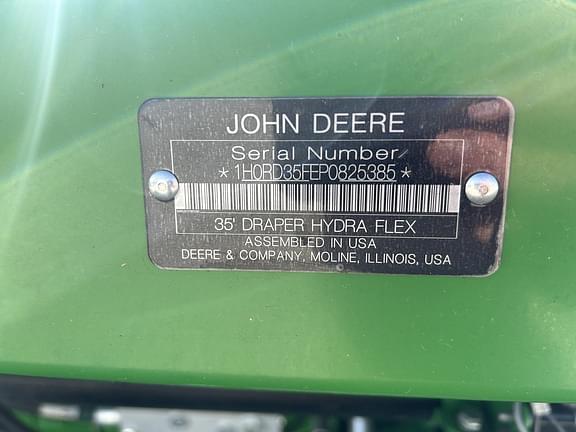 JOHN DEERE
Serial Number
*1H0RD35FEP0825385*
35' DRAPER HYDRA FLEX
ASSEMBLED IN USA
DEERE & COMPANY, MOLINE, ILLINOIS, USA